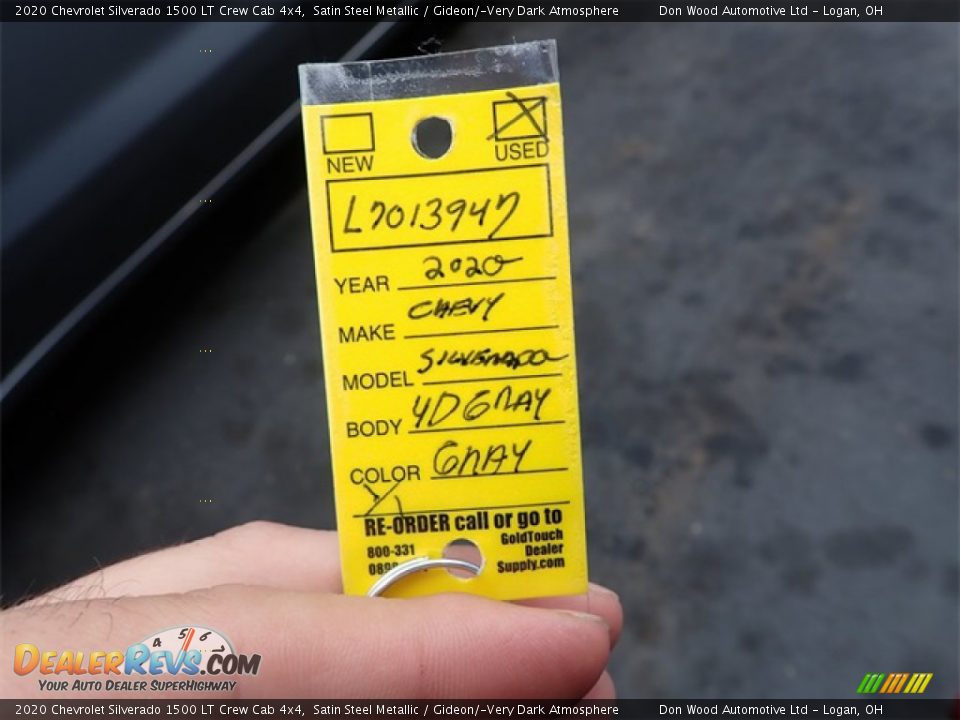 2020 Chevrolet Silverado 1500 LT Crew Cab 4x4, Satin Steel Metallic / Gideon/­Very Dark Atmosphere Don Wood Automotive Ltd - Logan, OH
NEW USED
L7013947
YEAR 2020
MAKE CHEVY
MODEL SILVERADO
BODY 4D GRAY
COLOR GRAY
RE-ORDER call or go to
800-331 GoldTouch
Dealer
Supply.com
4 5 6
DealerRevs.com
Your Auto Dealer SuperHighway
2020 Chevrolet Silverado 1500 LT Crew Cab 4x4, Satin Steel Metallic / Gideon/­Very Dark Atmosphere Don Wood Automotive Ltd - Logan, OH